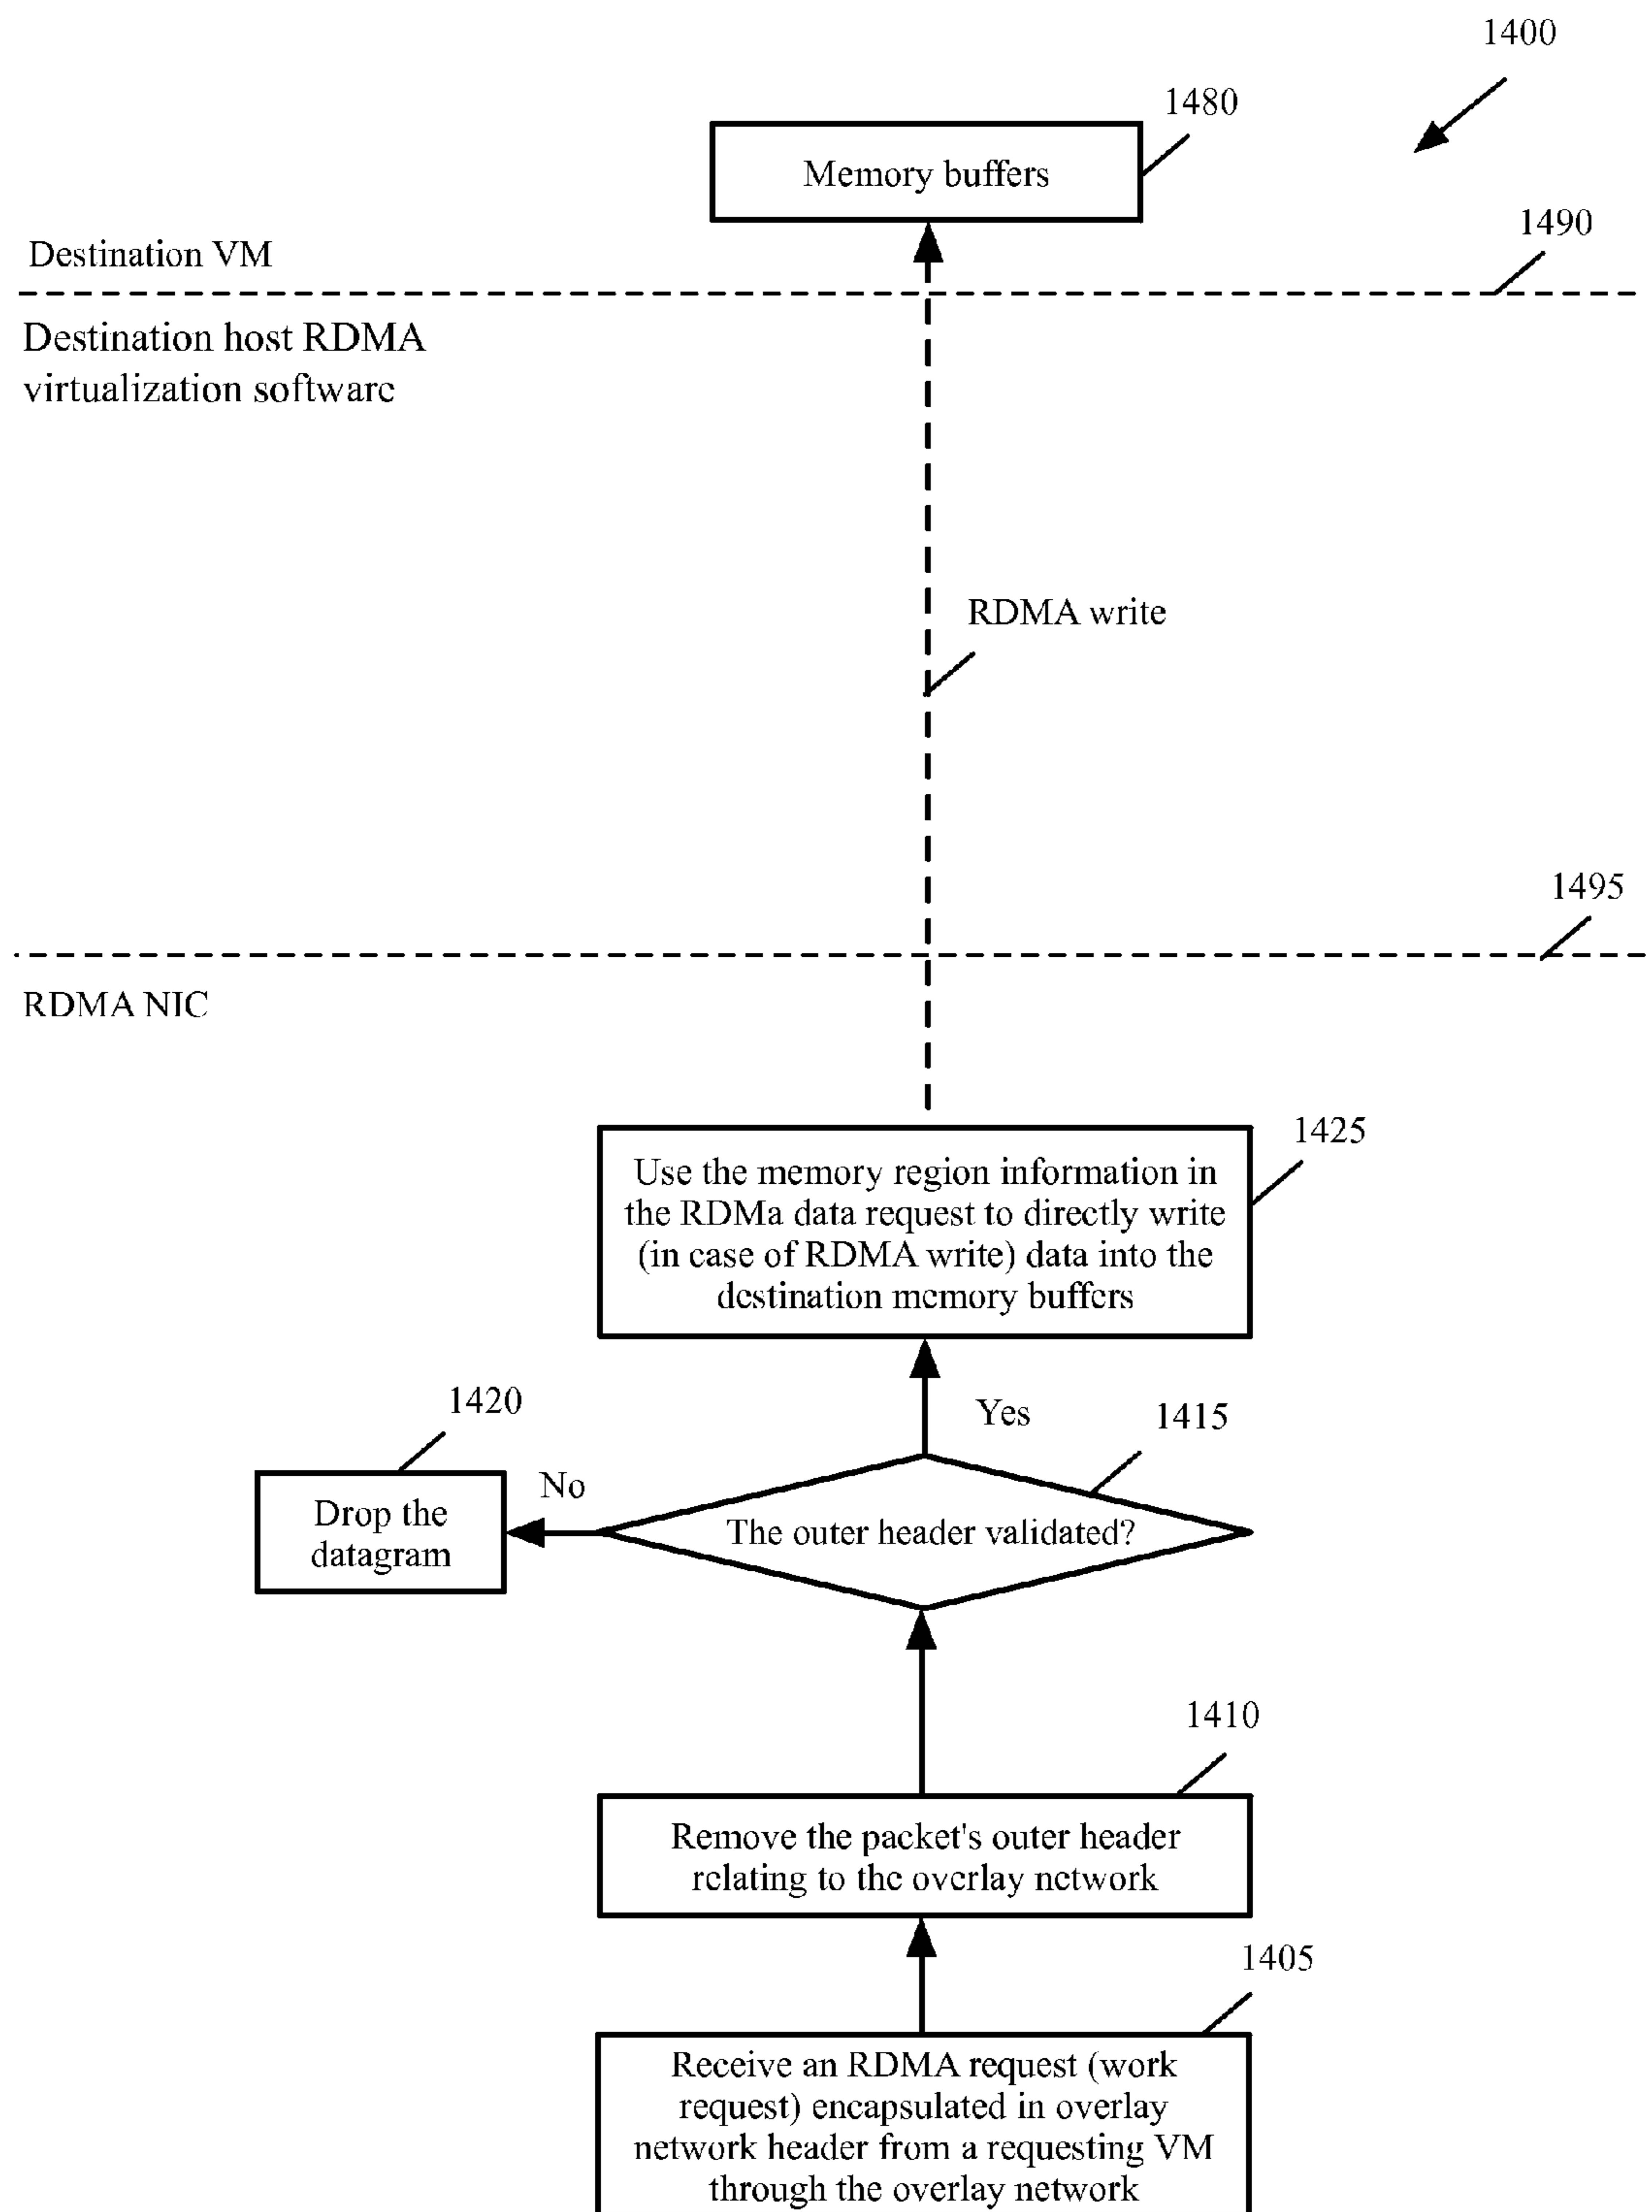 1400
1480
Memory buffers
1490
Destination VM
Destination host RDMA
virtualization software
RDMA write
1495
RDMA NIC
1425
Use the memory region information in
the RDMa data request to directly write
(in case of RDMA write) data into the
destination memory buffers
1420
Yes
1415
No
Drop the
datagram
The outer header validated?
1410
Remove the packet's outer header
relating to the overlay network
1405
Receive an RDMA request (work
request) encapsulated in overlay
network header from a requesting VM
through the overlay network